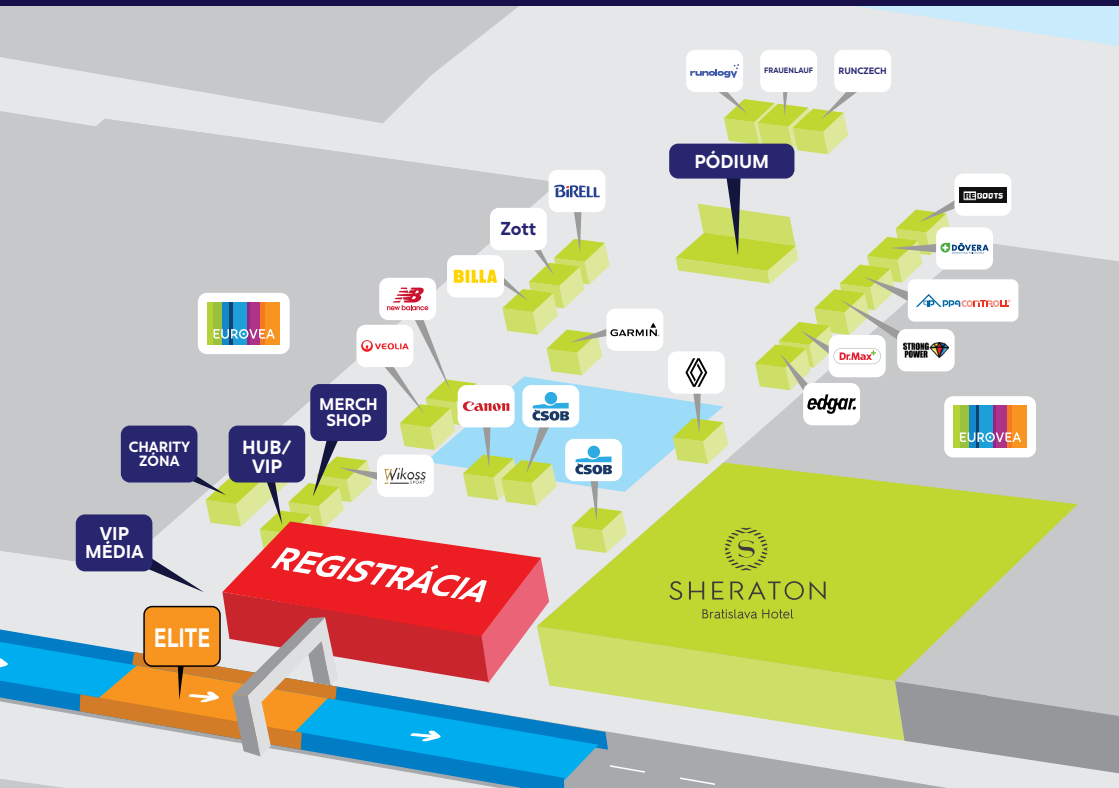 runology
FRAUENLAUF
RUNCZECH
PÓDIUM
BIRELL
REBOOTS
Zott
DÔVERA
BILLA
new balance
PPA CONTROLL
EUROVEA
GARMIN
VEOLIA
STRONG
POWER
Dr.Max+
MERCH
SHOP
Canon
ČSOB
edgar.
EUROVEA
CHARITY
ZÓNA
HUB/
VIP
ČSOB
Wikoss
SPORT
VIP
MÉDIA
REGISTRÁCIA
S
SHERATON
Bratislava Hotel
ELITE